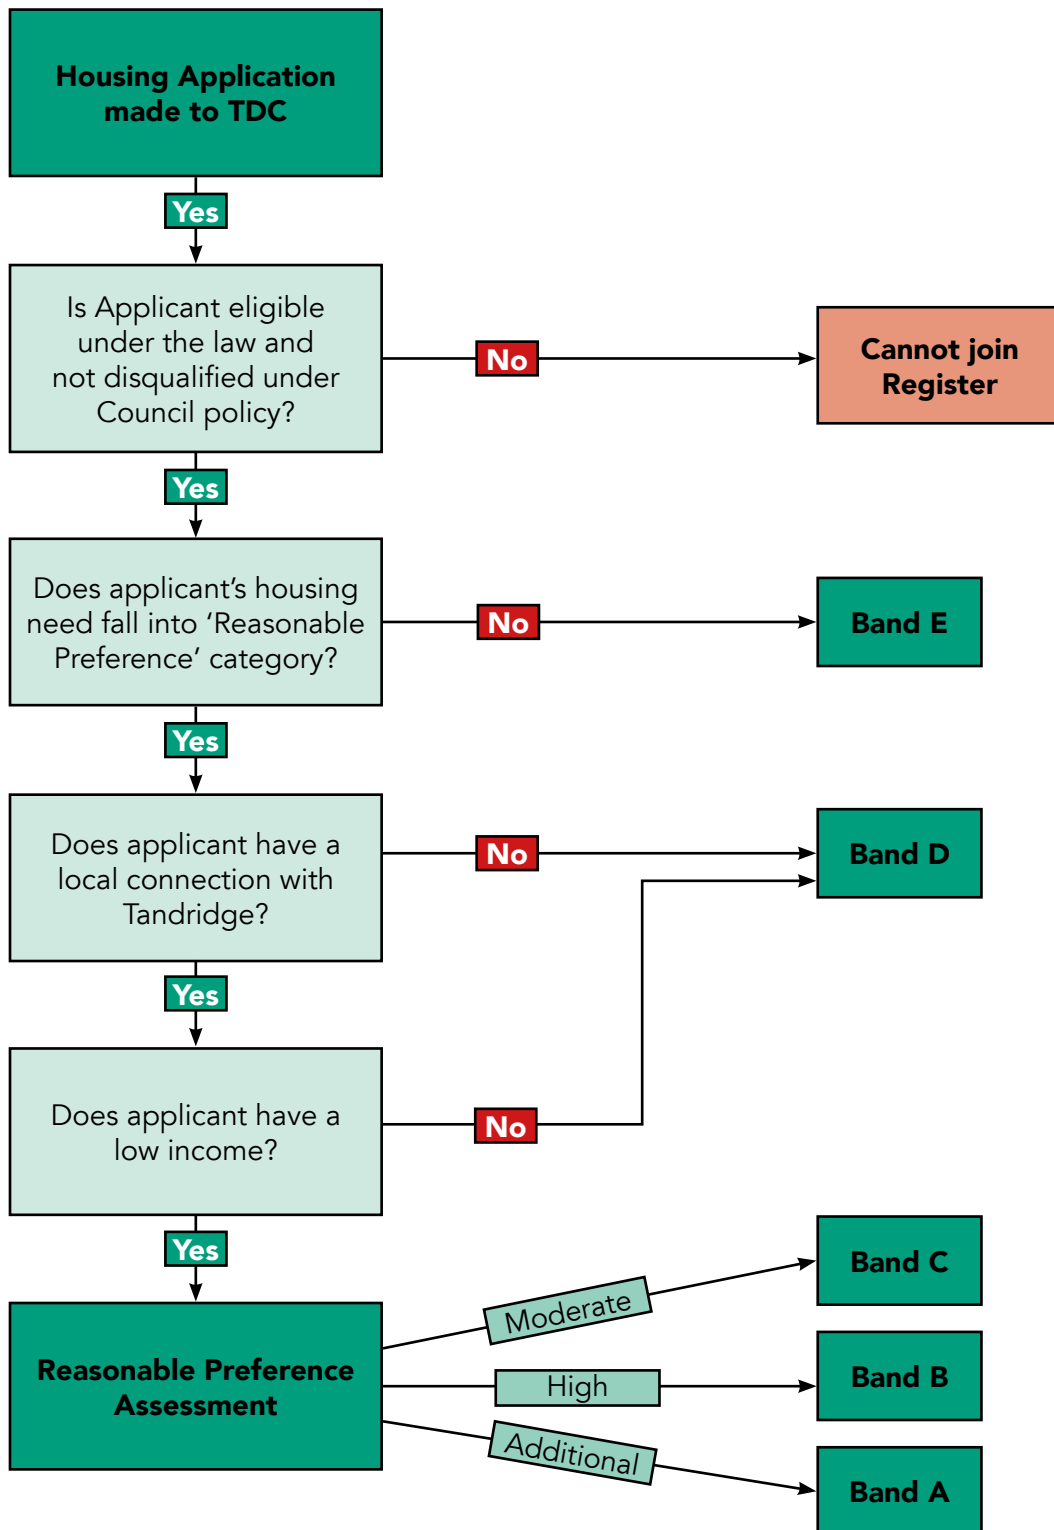 Housing Application
made to TDC
Yes
Is Applicant eligible
under the law and
not disqualified under
Council policy?
No
Cannot join
Register
Yes
Does applicant’s housing
need fall into ‘Reasonable
Preference’ category?
No
Band E
Yes
Does applicant have a
local connection with
Tandridge?
No
Band D
Yes
Does applicant have a
low income?
No
Yes
Reasonable Preference
Assessment
Moderate
Band C
High
Band B
Additional
Band A